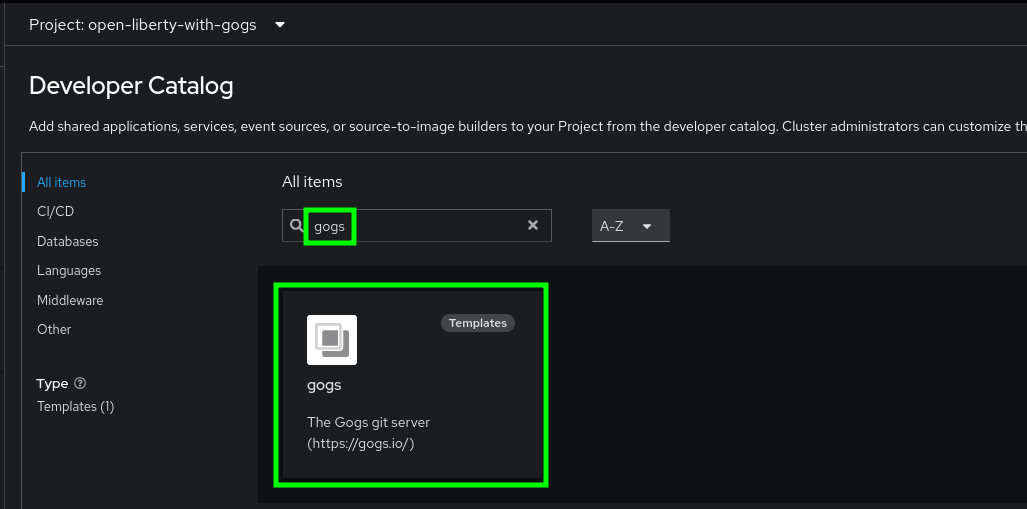 Project: open-liberty-with-gogs
Developer Catalog
Add shared applications, services, event sources, or source-to-image builders to your Project from the developer catalog. Cluster administrators can customize
All items
CI/CD
Databases
Languages
Middleware
Other
Type
Templates (1)
All items
gogs
A-Z
Templates
gogs
The Gogs git server
(https://gogs.io/)